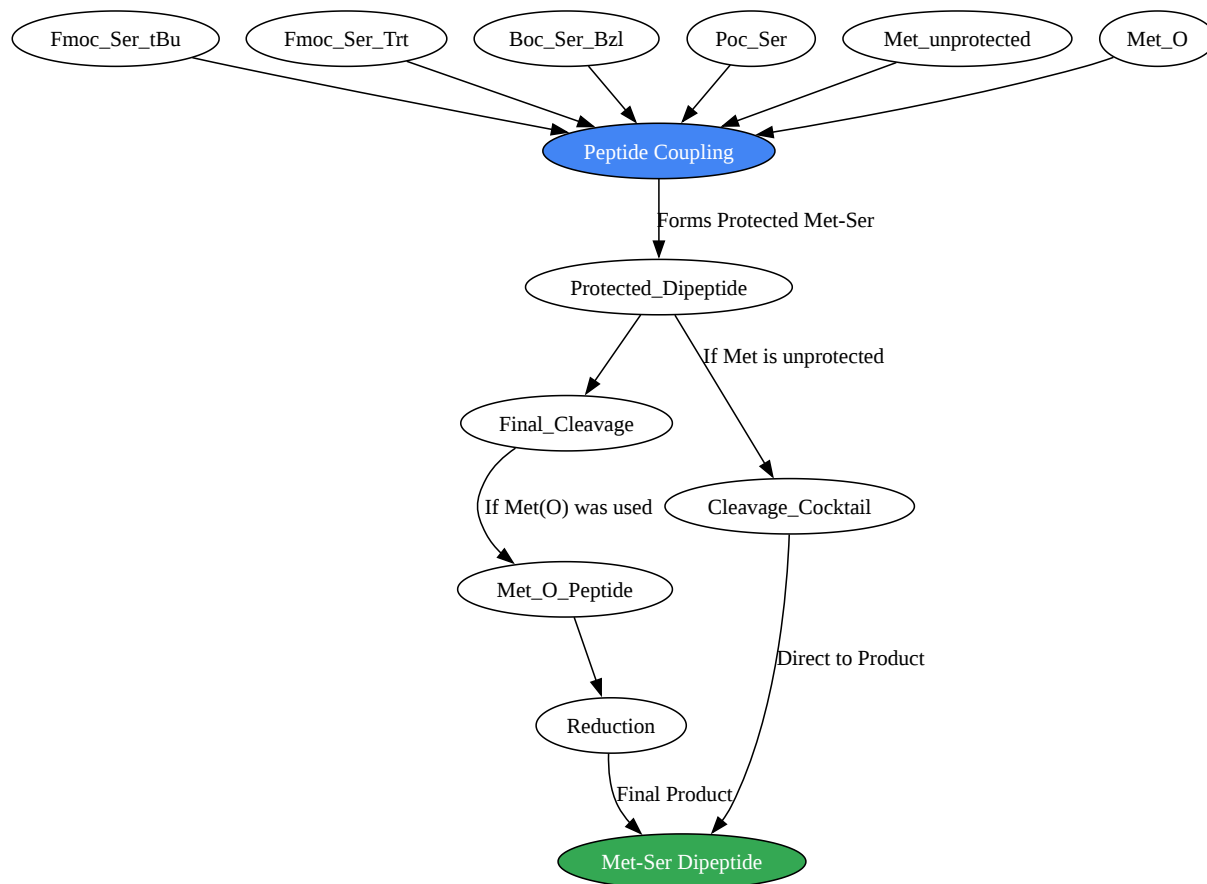 Fmoc_Ser_tBu
Fmoc_Ser_Trt
Boc_Ser_Bzl
Poc_Ser
Met_unprotected
Met_O
Peptide Coupling
Forms Protected Met-Ser
Protected_Dipeptide
If Met is unprotected
Final_Cleavage
If Met(O) was used
Cleavage_Cocktail
Met_O_Peptide
Direct to Product
Reduction
Final Product
Met-Ser Dipeptide